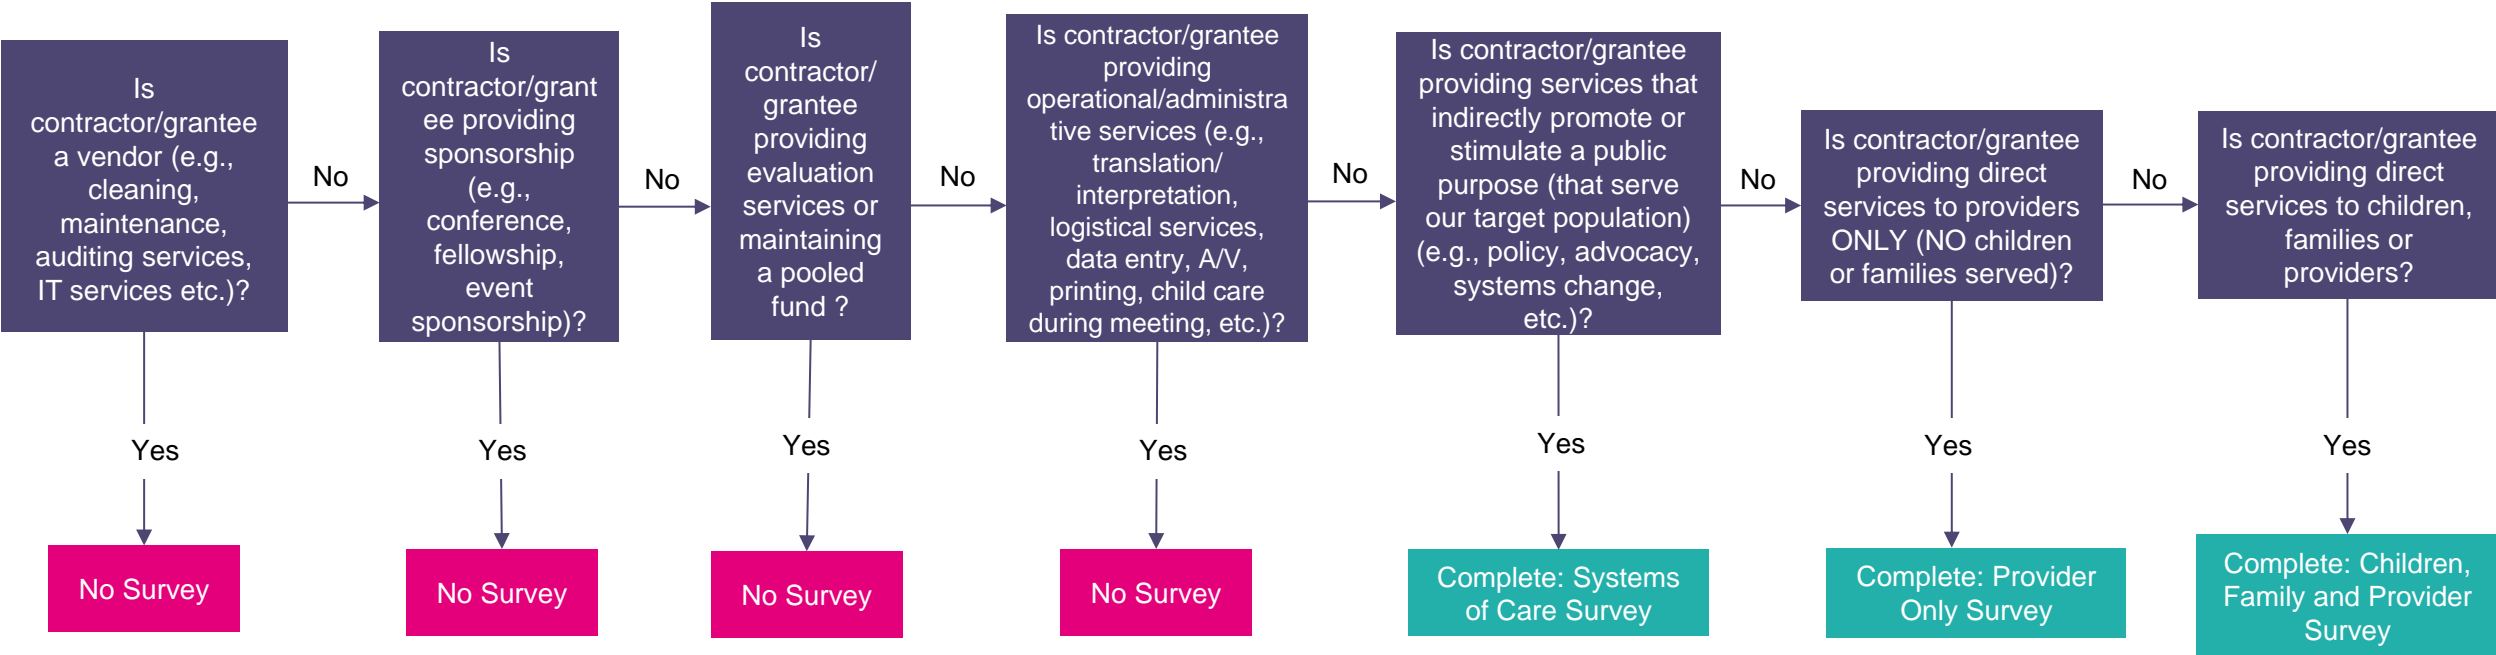 Is
contractor/grantee
a vendor (e.g.,
cleaning,
maintenance,
auditing services,
IT services etc.)?
No
Is
contractor/grant
ee providing
sponsorship
(e.g.,
conference,
fellowship,
event
sponsorship)?
No
Is
contractor/
grantee
providing
evaluation
services or
maintaining
a pooled
fund ?
No
Is contractor/grantee
providing
operational/administra
tive services (e.g.,
translation/
interpretation,
logistical services,
data entry, A/V,
printing, child care
during meeting, etc.)?
No
Is contractor/grantee
providing services that
indirectly promote or
stimulate a public
purpose (that serve
our target population)
(e.g., policy, advocacy,
systems change,
etc.)?
No
Is contractor/grantee
providing direct
services to providers
ONLY (NO children
or families served)?
No
Is contractor/grantee
providing direct
services to children,
families or
providers?
Yes
Yes
Yes
Yes
Yes
Yes
Yes
No Survey
No Survey
No Survey
No Survey
Complete: Systems
of Care Survey
Complete: Provider
Only Survey
Complete: Children,
Family and Provider
Survey